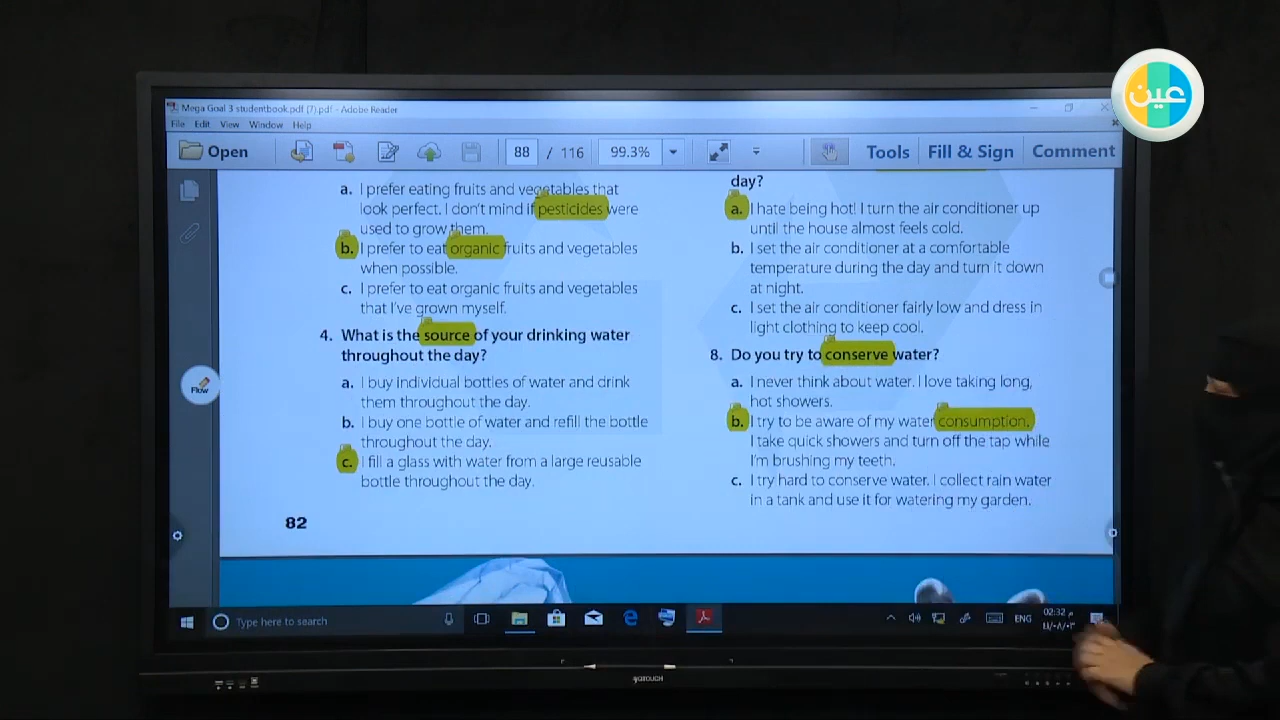 عين
Mega Goal 3 studentbook.pdf (7).pdf - Adobe Reader
File Edit View Window Help
Open 88 / 116 99.3% Tools Fill & Sign Comment
a. I prefer eating fruits and vegetables that
look perfect. I don't mind if pesticides were
used to grow them.
b. I prefer to eat organic fruits and vegetables
when possible.
c. I prefer to eat organic fruits and vegetables
that I've grown myself.
4. What is the source of your drinking water
throughout the day?
a. I buy individual bottles of water and drink
them throughout the day.
b. I buy one bottle of water and refill the bottle
throughout the day.
c. I fill a glass with water from a large reusable
bottle throughout the day.
82
day?
a. I hate being hot! I turn the air conditioner up
until the house almost feels cold.
b. I set the air conditioner at a comfortable
temperature during the day and turn it down
at night.
c. I set the air conditioner fairly low and dress in
light clothing to keep cool.
8. Do you try to conserve water?
a. I never think about water. I love taking long,
hot showers.
b. I try to be aware of my water consumption.
I take quick showers and turn off the tap while
I'm brushing my teeth.
c. I try hard to conserve water. I collect rain water
in a tank and use it for watering my garden.
Flow
Type here to search
ENG
02:32 م